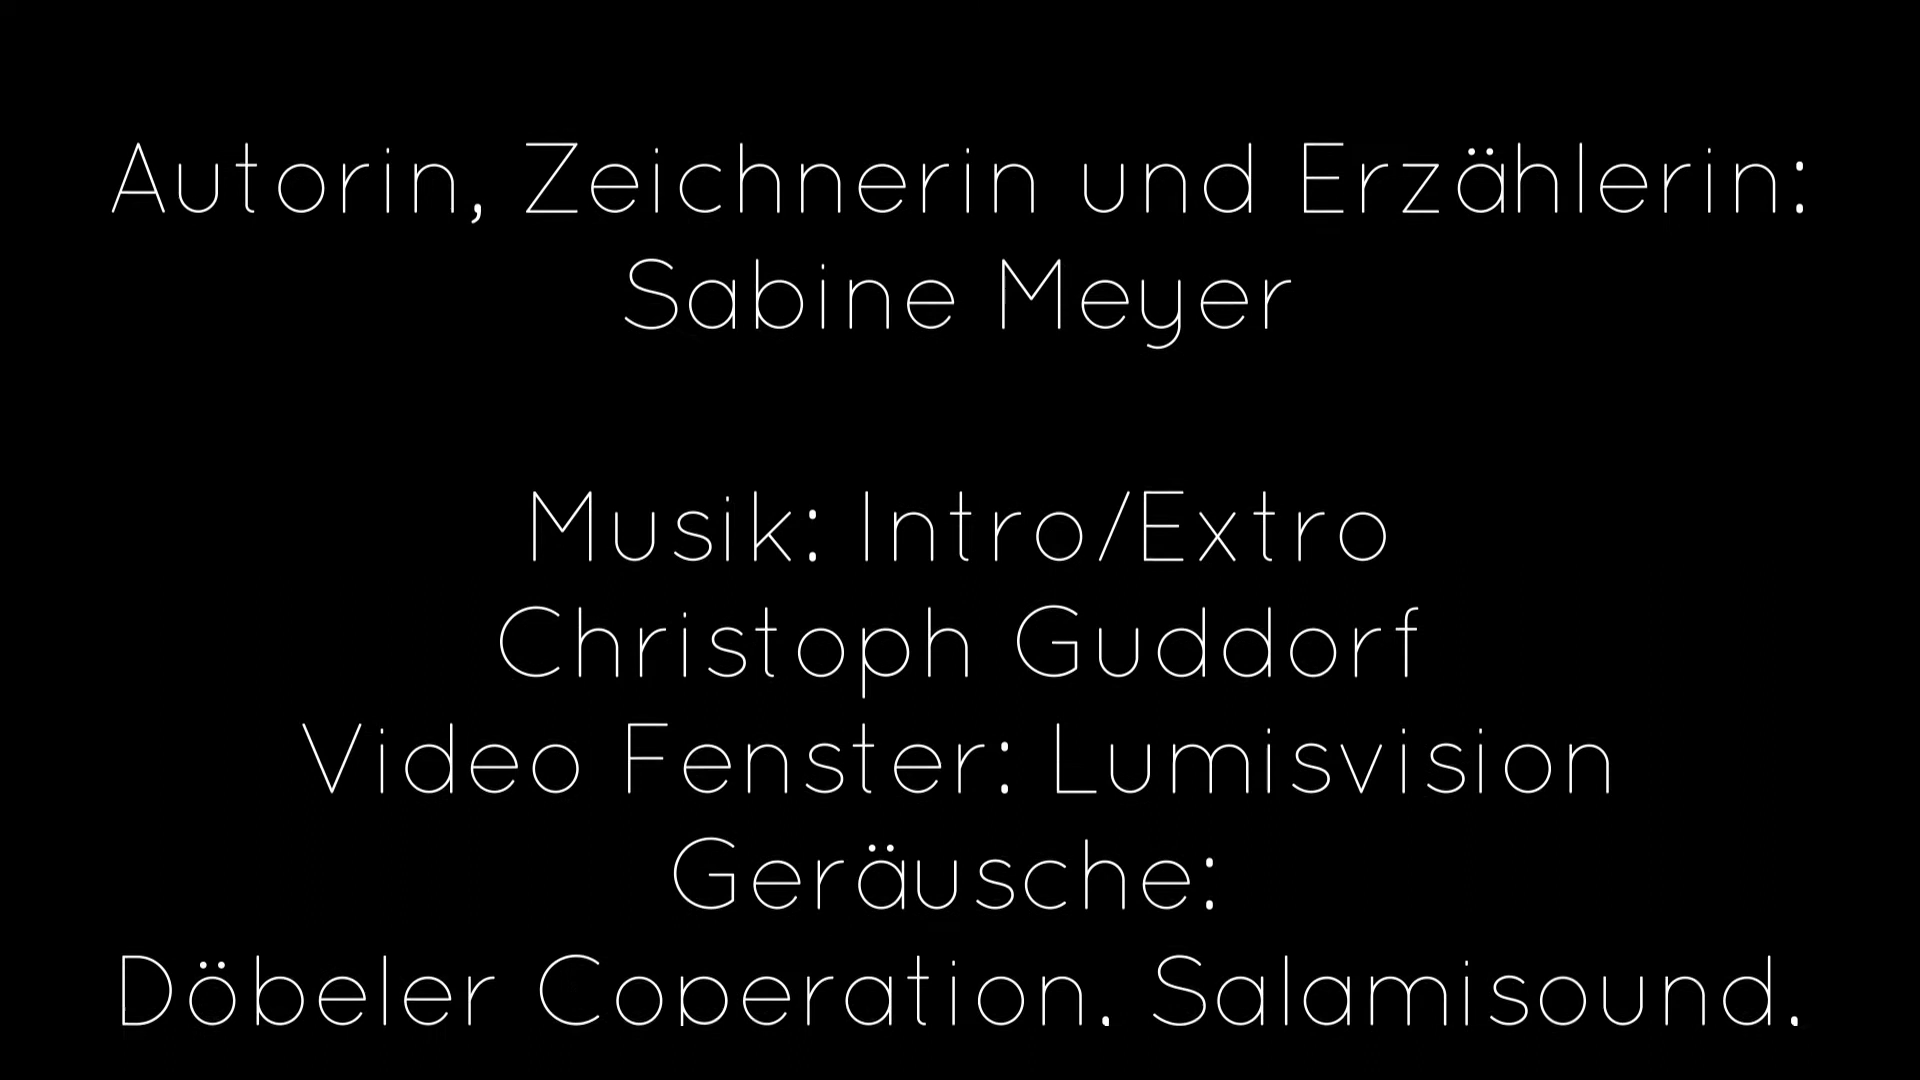 Autorin, Zeichnerin und Erzählerin:
Sabine Meyer
Musik: Intro/Extro
Christoph Guddorf
Video Fenster: Lumisvision
Geräusche:
Döbeler Coperation. Salamisound.